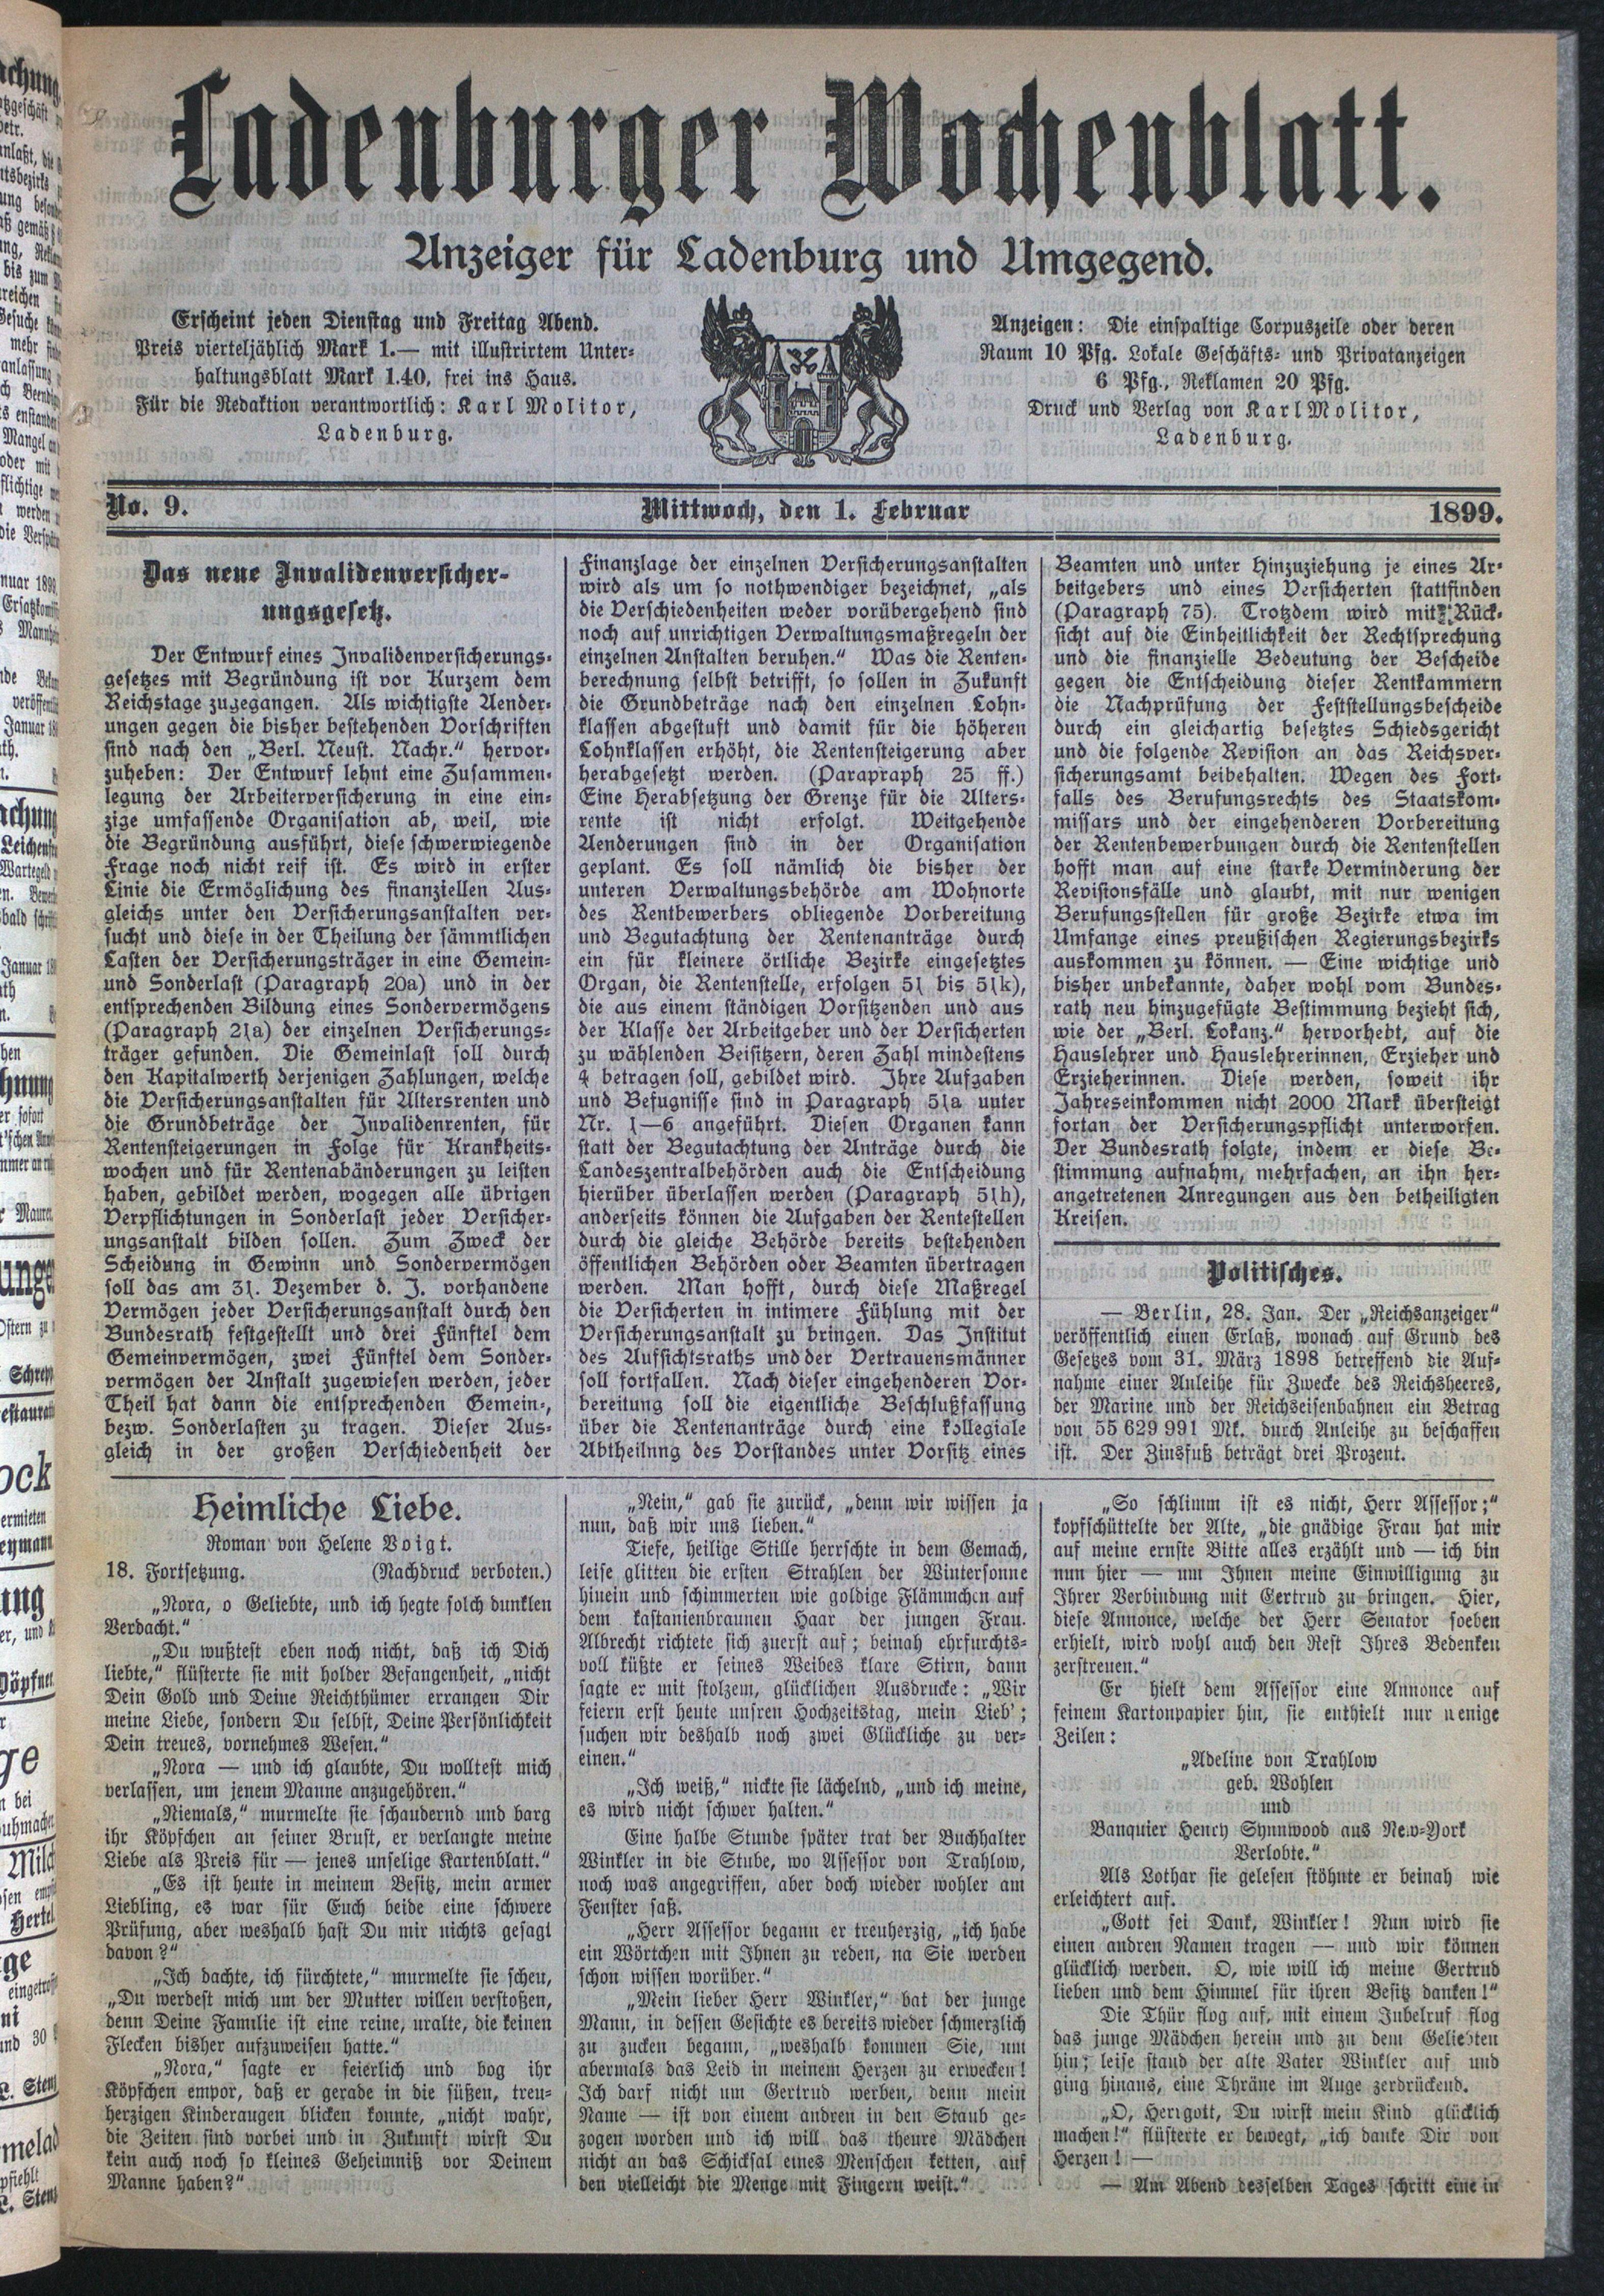 Ladenburger Wochenblatt.
Anzeiger für Ladenburg und Umgegend.
Erscheint jeden Dienstag und Freitag Abend.
Preis vierteljählich Mark 1.— mit illustrirtem Unter-
haltungsblatt Mark 1.40, frei ins Haus.
Für die Redaktion verantwortlich: Karl Molitor,
Ladenburg.
Anzeigen: Die einspaltige Corpuszeile oder deren
Raum 10 Pfg. Lokale Geschäfts- und Privatanzeigen
6 Pfg., Reklamen 20 Pfg.
Druck und Verlag von Karl Molitor,
Ladenburg.
No. 9. Mittwoch, den 1. Februar 1899.
Das neue Invalidenversicher-
ungsgesetz.
Der Entwurf eines Invalidenversicherungs-
gesetzes mit Begründung ist vor Kurzem dem
Reichstage zugegangen. Als wichtigste Aender-
ungen gegen die bisher bestehenden Vorschriften
sind nach den „Berl. Neust. Nachr.“ hervor-
zuheben: Der Entwurf lehnt eine Zusammen-
legung der Arbeiterversicherung in eine ein-
zige umfassende Organisation ab, weil, wie
die Begründung ausführt, diese schwerwiegende
Frage noch nicht reif ist. Es wird in erster
Linie die Ermöglichung des finanziellen Aus-
gleichs unter den Versicherungsanstalten ver-
sucht und diese in der Theilung der sämmtlichen
Lasten der Versicherungsträger in eine Gemein-
und Sonderlast (Paragraph 20a) und in der
entsprechenden Bildung eines Sondervermögens
(Paragraph 21a) der einzelnen Versicherungs-
träger gefunden. Die Gemeinlast soll durch
den Kapitalwerth derjenigen Zahlungen, welche
die Versicherungsanstalten für Altersrenten und
die Grundbeträge der Invalidenrenten, für
Rentensteigerungen in Folge für Krankheits-
wochen und für Rentenabänderungen zu leisten
haben, gebildet werden, wogegen alle übrigen
Verpflichtungen in Sonderlast jeder Versicher-
ungsanstalt bilden sollen. Zum Zweck der
Scheidung in Gewinn und Sondervermögen
soll das am 31. Dezember d. J. vorhandene
Vermögen jeder Versicherungsanstalt durch den
Bundesrath festgestellt und drei Fünftel dem
Gemeinvermögen, zwei Fünftel dem Sonder-
vermögen der Anstalt zugewiesen werden, jeder
Theil hat dann die entsprechenden Gemein-,
bezw. Sonderlasten zu tragen. Dieser Aus-
gleich in der großen Verschiedenheit der
Finanzlage der einzelnen Versicherungsanstalten
wird als um so nothwendiger bezeichnet, „als
die Verschiedenheiten weder vorübergehend sind
noch auf unrichtigen Verwaltungsmaßregeln der
einzelnen Anstalten beruhen.“ Was die Renten-
berechnung selbst betrifft, so sollen in Zukunft
die Grundbeträge nach den einzelnen Lohn-
klassen abgestuft und damit für die höheren
Lohnklassen erhöht, die Rentensteigerung aber
herabgesetzt werden. (Parapraph 25 ff.)
Eine Herabsetzung der Grenze für die Alters-
rente ist nicht erfolgt. Weitgehende
Aenderungen sind in der Organisation
geplant. Es soll nämlich die bisher der
unteren Verwaltungsbehörde am Wohnorte
des Rentbewerbers obliegende Vorbereitung
und Begutachtung der Rentenanträge durch
ein für kleinere örtliche Bezirke eingesetztes
Organ, die Rentenstelle, erfolgen 51 bis 51k),
die aus einem ständigen Vorsitzenden und aus
der Klasse der Arbeitgeber und der Versicherten
zu wählenden Beisitzern, deren Zahl mindestens
4 betragen soll, gebildet wird. Ihre Aufgaben
und Befugnisse sind in Paragraph 51a unter
Nr. 1—6 angeführt. Diesen Organen kann
statt der Begutachtung der Anträge durch die
Landeszentralbehörden auch die Entscheidung
hierüber überlassen werden (Paragraph 51h),
anderseits können die Aufgaben der Rentestellen
durch die gleiche Behörde bereits bestehenden
öffentlichen Behörden oder Beamten übertragen
werden. Man hofft, durch diese Maßregel
die Versicherten in intimere Fühlung mit der
Versicherungsanstalt zu bringen. Das Institut
des Aufsichtsraths und der Vertrauensmänner
soll fortfallen. Nach dieser eingehenderen Vor-
bereitung soll die eigentliche Beschlußfassung
über die Rentenanträge durch eine kollegiale
Abtheilnng des Vorstandes unter Vorsitz eines
Beamten und unter Hinzuziehung je eines Ar-
beitgebers und eines Versicherten stattfinden
(Paragraph 75). Trotzdem wird mit Rück-
sicht auf die Einheitlichkeit der Rechtsprechung
und die finanzielle Bedeutung der Bescheide
gegen die Entscheidung dieser Rentkammern
die Nachprüfung der Feststellungsbescheide
durch ein gleichartig besetztes Schiedsgericht
und die folgende Revision an das Reichsver-
sicherungsamt beibehalten. Wegen des Fort-
falls des Berufungsrechts des Staatskom-
missars und der eingehenderen Vorbereitung
der Rentenbewerbungen durch die Rentenstellen
hofft man auf eine starke Verminderung der
Revisionsfälle und glaubt, mit nur wenigen
Berufungsstellen für große Bezirke etwa im
Umfange eines preußischen Regierungsbezirks
auskommen zu können. — Eine wichtige und
bisher unbekannte, daher wohl vom Bundes-
rath neu hinzugefügte Bestimmung bezieht sich,
wie der „Berl. Lokanz.“ hervorhebt, auf die
Hauslehrer und Hauslehrerinnen, Erzieher und
Erzieherinnen. Diese werden, soweit ihr
Jahreseinkommen nicht 2000 Mark übersteigt
fortan der Versicherungspflicht unterworfen.
Der Bundesrath folgte, indem er diese Be-
stimmung aufnahm, mehrfachen, an ihn her-
angetretenen Anregungen aus den betheiligten
Kreisen.
Politisches.
— Berlin, 28. Jan. Der „Reichsanzeiger“
veröffentlich einen Erlaß, wonach auf Grund des
Gesetzes vom 31. März 1898 betreffend die Auf-
nahme einer Anleihe für Zwecke des Reichsheeres,
der Marine und der Reichseisenbahnen ein Betrag
von 55 629 991 Mk. durch Anleihe zu beschaffen
ist. Der Zinsfuß beträgt drei Prozent.
Heimliche Liebe.
Roman von Helene Voigt.
18. Fortsetzung. (Nachdruck verboten.)
„Nora, o Geliebte, und ich hegte solch dunklen
Verdacht.“
„Du wußtest eben noch nicht, daß ich Dich
liebte,“ flüsterte sie mit holder Befangenheit, „nicht
Dein Gold und Deine Reichthümer errangen Dir
meine Liebe, sondern Du selbst, Deine Persönlichkeit
Dein treues, vornehmes Wesen.“
„Nora — und ich glaubte, Du wolltest mich
verlassen, um jenem Manne anzugehören.“
„Niemals,“ murmelte sie schaudernd und barg
ihr Köpfchen an seiner Brust, er verlangte meine
Liebe als Preis für — jenes unselige Kartenblatt.“
„Es ist heute in meinem Besitz, mein armer
Liebling, es war für Euch beide eine schwere
Prüfung, aber weshalb hast Du mir nichts gesagl
davon?“
„Ich dachte, ich fürchtete,“ murmelte sie scheu,
„Du werdest mich um der Mutter willen verstoßen,
denn Deine Familie ist eine reine, uralte, die keinen
Flecken bisher aufzuweisen hatte.“
„Nora,“ sagte er feierlich und bog ihr
Köpfchen empor, daß er gerade in die süßen, treu-
herzigen Kinderaugen blicken konnte, „nicht wahr,
die Zeiten sind vorbei und in Zukunft wirst Du
kein auch noch so kleines Geheimniß vor Deinem
Manne haben?“
„Nein,“ gab sie zurück, „denn wir wissen ja
nun, daß wir uns lieben.“
Tiefe, heilige Stille herrschte in dem Gemach,
leise glitten die ersten Strahlen der Wintersonne
hinein und schimmerten wie goldige Flämmchen auf
dem kastanienbraunen Haar der jungen Frau.
Albrecht richtete sich zuerst auf; beinah ehrfurchts-
voll küßte er seines Weibes klare Stirn, dann
sagte er mit stolzem, glücklichen Ausdrucke: „Wir
feiern erst heute unsren Hochzeitstag, mein Lieb';
suchen wir deshalb noch zwei Glückliche zu ver-
einen.“
„Ich weiß,“ nickte sie lächelnd, „und ich meine,
es wird nicht schwer halten.“
Eine halbe Stunde später trat der Buchhalter
Winkler in die Stube, wo Assessor von Trahlow,
noch was angegriffen, aber doch wieder wohler am
Fenster saß.
„Herr Assessor begann er treuherzig, „ich habe
ein Wörtchen mit Ihnen zu reden, na Sie werden
schon wissen worüber.“
„Mein lieber Herr Winkler,“ bat der junge
Mann, in dessen Gesichte es bereits wieder schmerzlich
zu zucken begann, „weshalb kommen Sie, um
abermals das Leid in meinem Herzen zu erwecken!
Ich darf nicht um Gertrud werben, denn mein
Name — ist von einem andren in den Staub ge-
zogen worden und ich will das theure Mädchen
nicht an das Schicksal eines Menschen ketten, auf
den vielleicht die Menge mit Fingern weist.“
„So schlimm ist es nicht, Herr Assessor;“
kopfschüttelte der Alte, „die gnädige Frau hat mir
auf meine ernste Bitte alles erzählt und — ich bin
nun hier — um Ihnen meine Einwilligung zu
Ihrer Verbindung mit Gertrud zu bringen. Hier,
diese Annonce, welche der Herr Senator soeben
erhielt, wird wohl auch den Rest Ihres Bedenken
zerstreuen.“
Er hielt dem Assessor eine Annonce auf
feinem Kartonpapier hin, sie enthielt nur wenige
Zeilen:
„Adeline von Trahlow
geb. Wohlen
und
Banquier Henry Synnwood aus New-York
Verlobte.“
Als Lothar sie gelesen stöhnte er beinah wie
erleichtert auf.
„Gott sei Dank, Winkler! Nun wird sie
einen andren Namen tragen — und wir können
glücklich werden. O, wie will ich meine Gertrud
lieben und dem Himmel für ihren Besitz danken!“
Die Thür flog auf, mit einem Jubelruf flog
das junge Mädchen herein und zu dem Geliebten
hin; leise stand der alte Vater Winkler auf und
ging hinaus, eine Thräne im Auge zerdrückend.
„O, Herrgott, Du wirst mein Kind glücklich
machen!“ flüsterte er bewegt, „ich danke Dir von
Herzen! —
— Am Abend desselben Tages schritt eine in